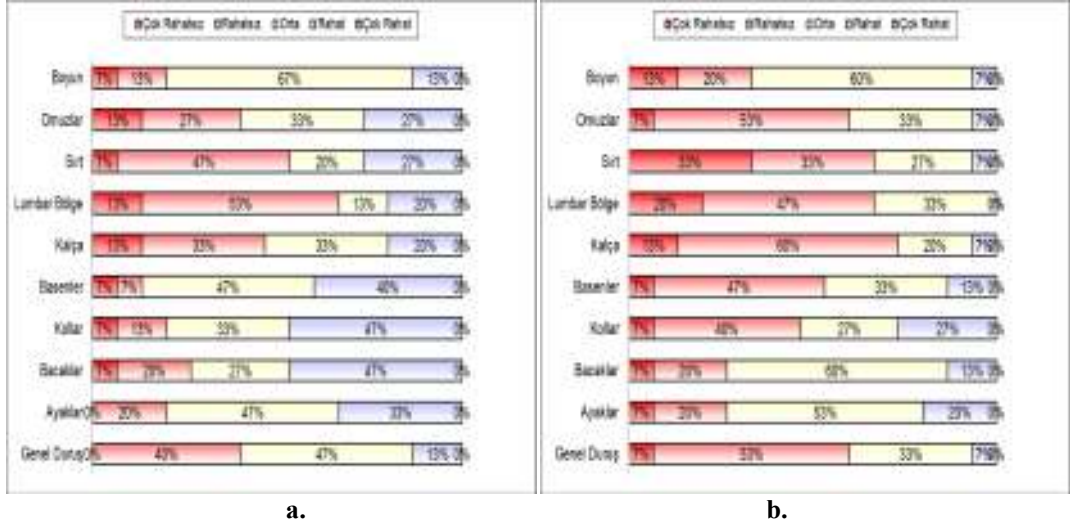 Çok Rahatsız Rahatsız Orta Rahat Çok Rahat
Boyun 7% 13% 67% 13% 0%
Omuzlar 13% 27% 33% 27% 0%
Sırt 7% 47% 20% 27% 0%
Lumbar Bölge 13% 53% 13% 20% 0%
Kalça 13% 33% 33% 20% 0%
Basenler 7% 7% 47% 40% 0%
Kollar 7% 13% 33% 47% 0%
Bacaklar 7% 20% 27% 47% 0%
Ayaklar 0% 20% 47% 33% 0%
Genel Duruş 0% 40% 47% 13% 0%
a.
Çok Rahatsız Rahatsız Orta Rahat Çok Rahat
Boyun 13% 20% 60% 7% 0%
Omuzlar 7% 53% 33% 7% 0%
Sırt 33% 33% 27% 7% 0%
Lumbar Bölge 20% 47% 33% 0%
Kalça 13% 60% 20% 7% 0%
Basenler 7% 47% 33% 13% 0%
Kollar 7% 40% 27% 27% 0%
Bacaklar 7% 20% 60% 13% 0%
Ayaklar 7% 20% 53% 20% 0%
Genel Duruş 7% 53% 33% 7% 0%
b.